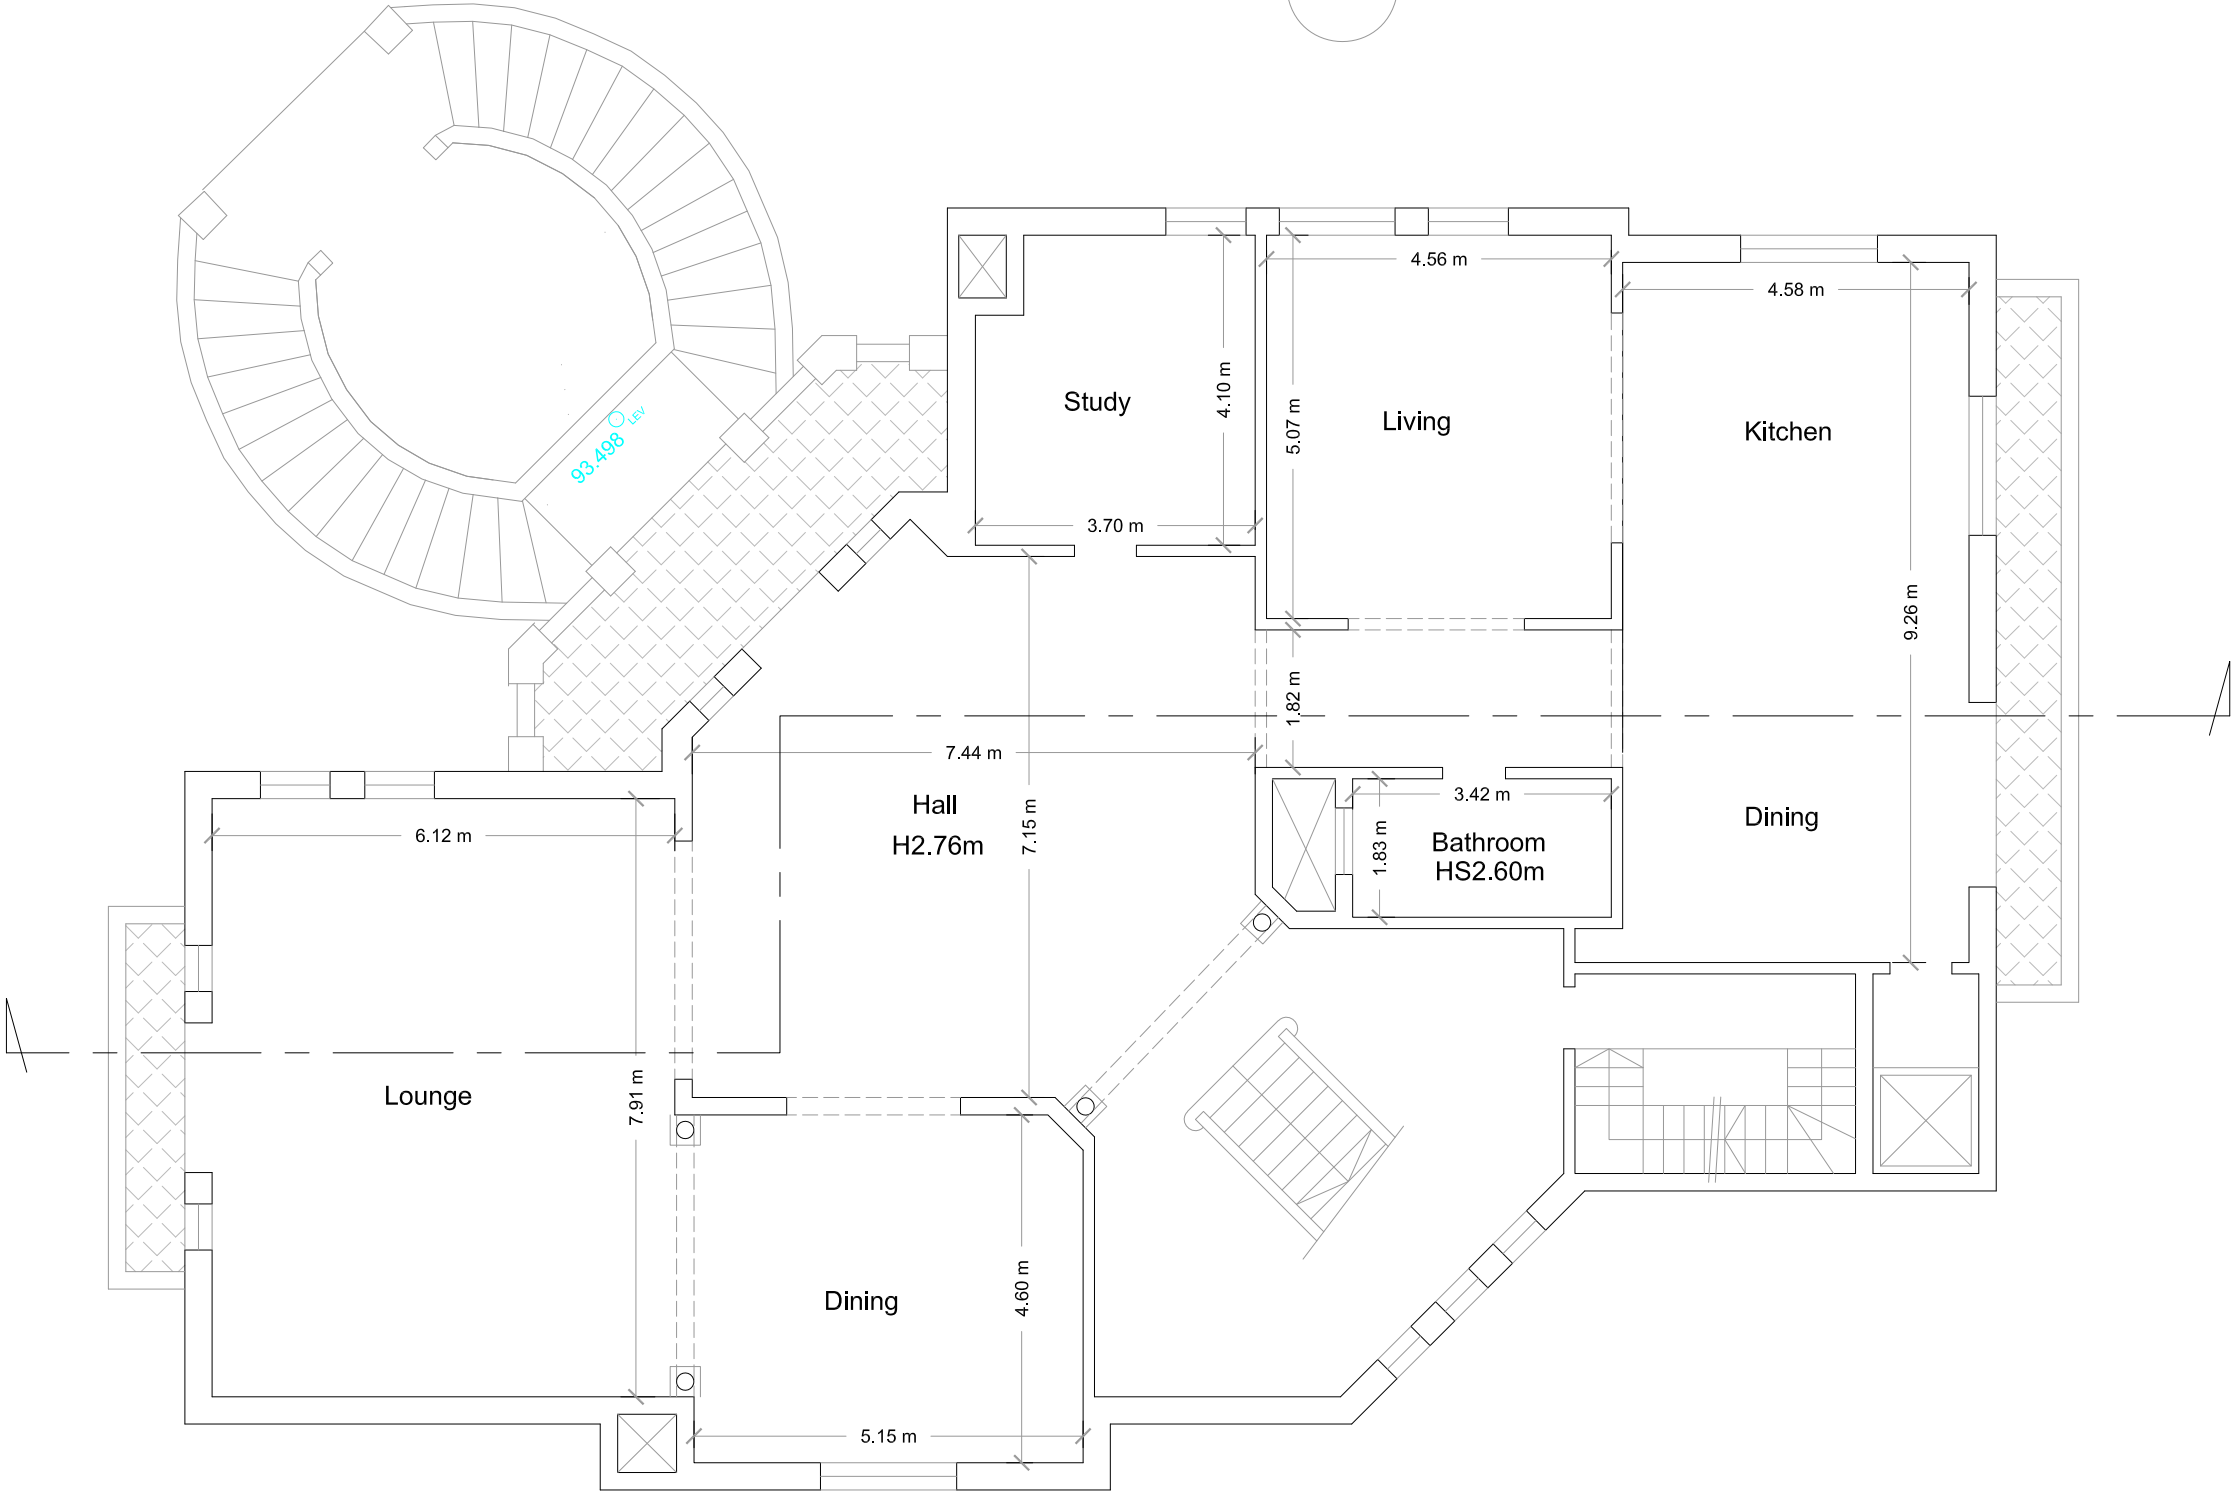 4.56 m
4.58 m
4.10 m
Study
5.07 m
Living
Kitchen
LEV
93.498
3.70 m
9.26 m
1.82 m
7.44 m
6.12 m
Hall
H2.76m
7.15 m
3.42 m
1.83 m
Bathroom
HS2.60m
Dining
Lounge
7.91 m
Dining
4.60 m
5.15 m